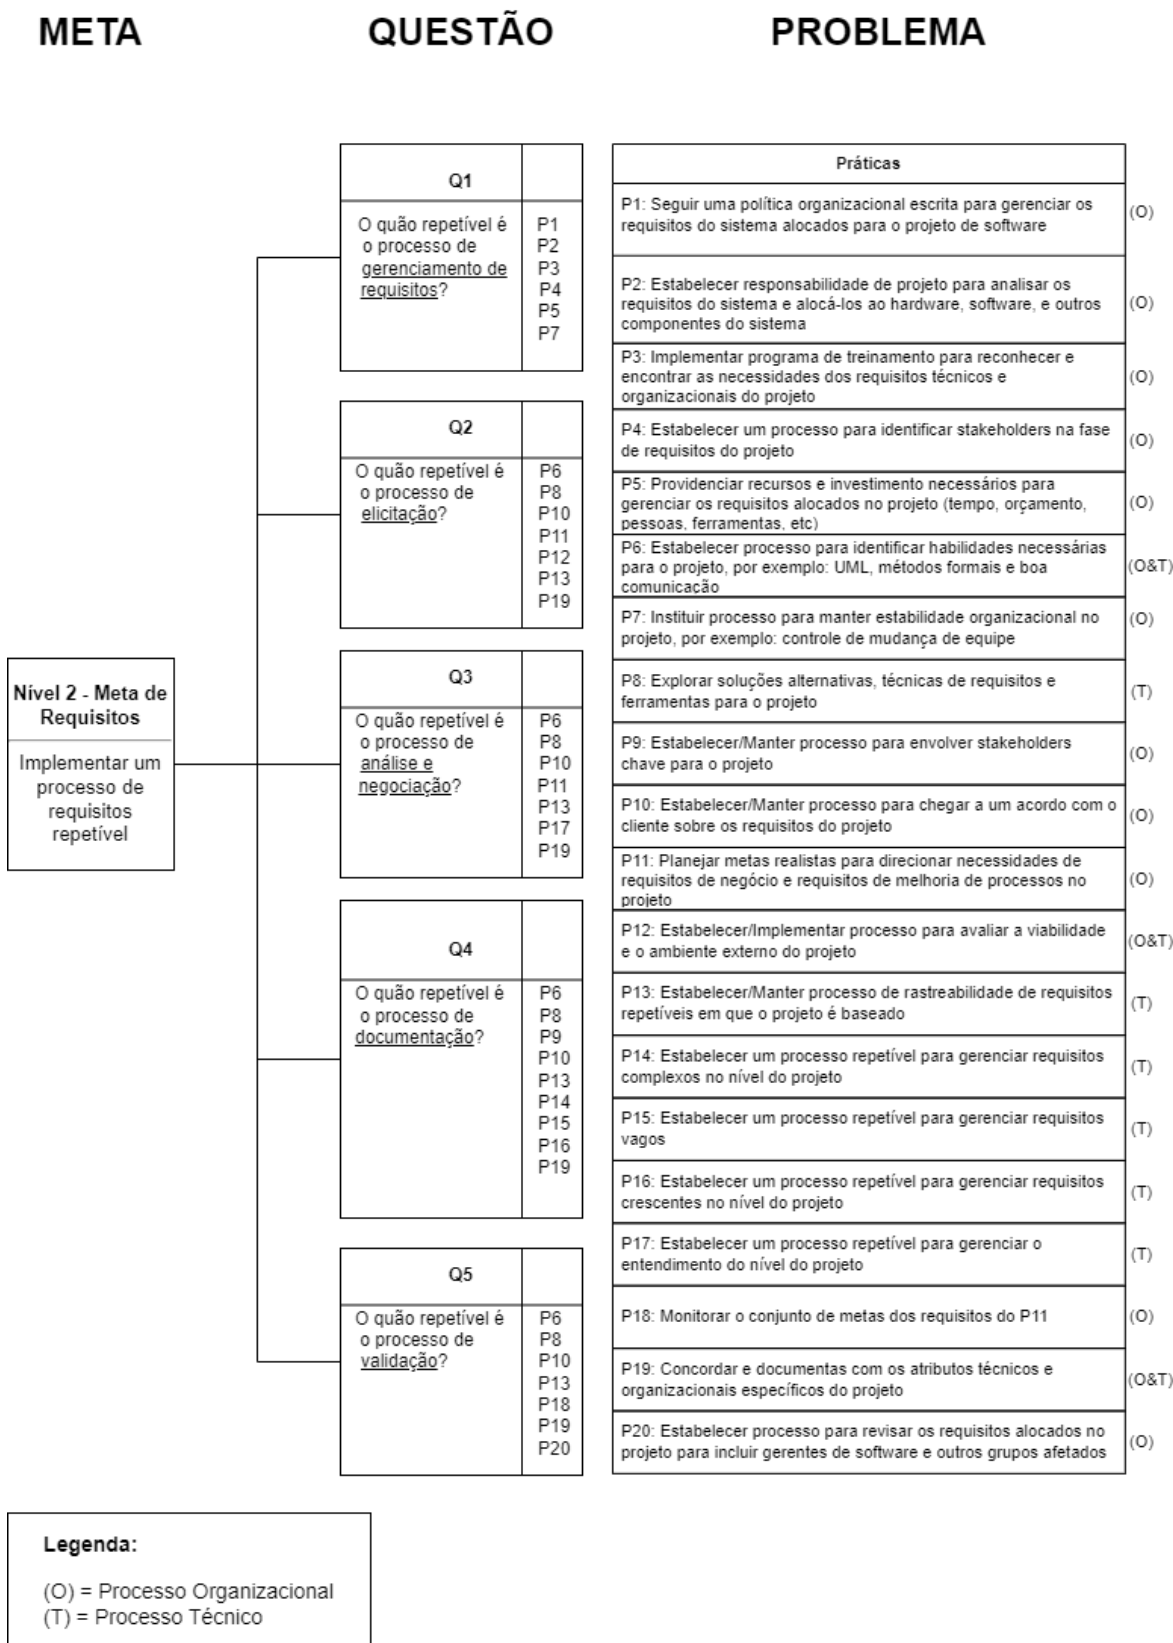 META
QUESTÃO
PROBLEMA
Nível 2 - Meta de
Requisitos
Implementar um
processo de
requisitos
repetível
Q1
O quão repetível é
o processo de
gerenciamento de
requisitos?
P1
P2
P3
P4
P5
P7
Q2
O quão repetível é
o processo de
elicitação?
P6
P8
P10
P11
P12
P13
P19
Q3
O quão repetível é
o processo de
análise e
negociação?
P6
P8
P10
P11
P13
P17
P19
Q4
O quão repetível é
o processo de
documentação?
P6
P8
P9
P10
P13
P14
P15
P16
P19
Q5
O quão repetível é
o processo de
validação?
P6
P8
P10
P13
P18
P19
P20
Práticas
P1: Seguir uma política organizacional escrita para gerenciar os
requisitos do sistema alocados para o projeto de software
(O)
P2: Estabelecer responsabilidade de projeto para analisar os
requisitos do sistema e alocá-los ao hardware, software, e outros
componentes do sistema
(O)
P3: Implementar programa de treinamento para reconhecer e
encontrar as necessidades dos requisitos técnicos e
organizacionais do projeto
(O)
P4: Estabelecer um processo para identificar stakeholders na fase
de requisitos do projeto
(O)
P5: Providenciar recursos e investimento necessários para
gerenciar os requisitos alocados no projeto (tempo, orçamento,
pessoas, ferramentas, etc)
(O)
P6: Estabelecer processo para identificar habilidades necessárias
para o projeto, por exemplo: UML, métodos formais e boa
comunicação
(O&T)
P7: Instituir processo para manter estabilidade organizacional no
projeto, por exemplo: controle de mudança de equipe
(O)
P8: Explorar soluções alternativas, técnicas de requisitos e
ferramentas para o projeto
(T)
P9: Estabelecer/Manter processo para envolver stakeholders
chave para o projeto
(O)
P10: Estabelecer/Manter processo para chegar a um acordo com o
cliente sobre os requisitos do projeto
(O)
P11: Planejar metas realistas para direcionar necessidades de
requisitos de negócio e requisitos de melhoria de processos no
projeto
(O)
P12: Estabelecer/Implementar processo para avaliar a viabilidade
e o ambiente externo do projeto
(O&T)
P13: Estabelecer/Manter processo de rastreabilidade de requisitos
repetíveis em que o projeto é baseado
(T)
P14: Estabelecer um processo repetível para gerenciar requisitos
complexos no nível do projeto
(T)
P15: Estabelecer um processo repetível para gerenciar requisitos
vagos
(T)
P16: Estabelecer um processo repetível para gerenciar requisitos
crescentes no nível do projeto
(T)
P17: Estabelecer um processo repetível para gerenciar o
entendimento do nível do projeto
(T)
P18: Monitorar o conjunto de metas dos requisitos do P11
(O)
P19: Concordar e documentas com os atributos técnicos e
organizacionais específicos do projeto
(O&T)
P20: Estabelecer processo para revisar os requisitos alocados no
projeto para incluir gerentes de software e outros grupos afetados
(O)
Legenda:
(O) = Processo Organizacional
(T) = Processo Técnico